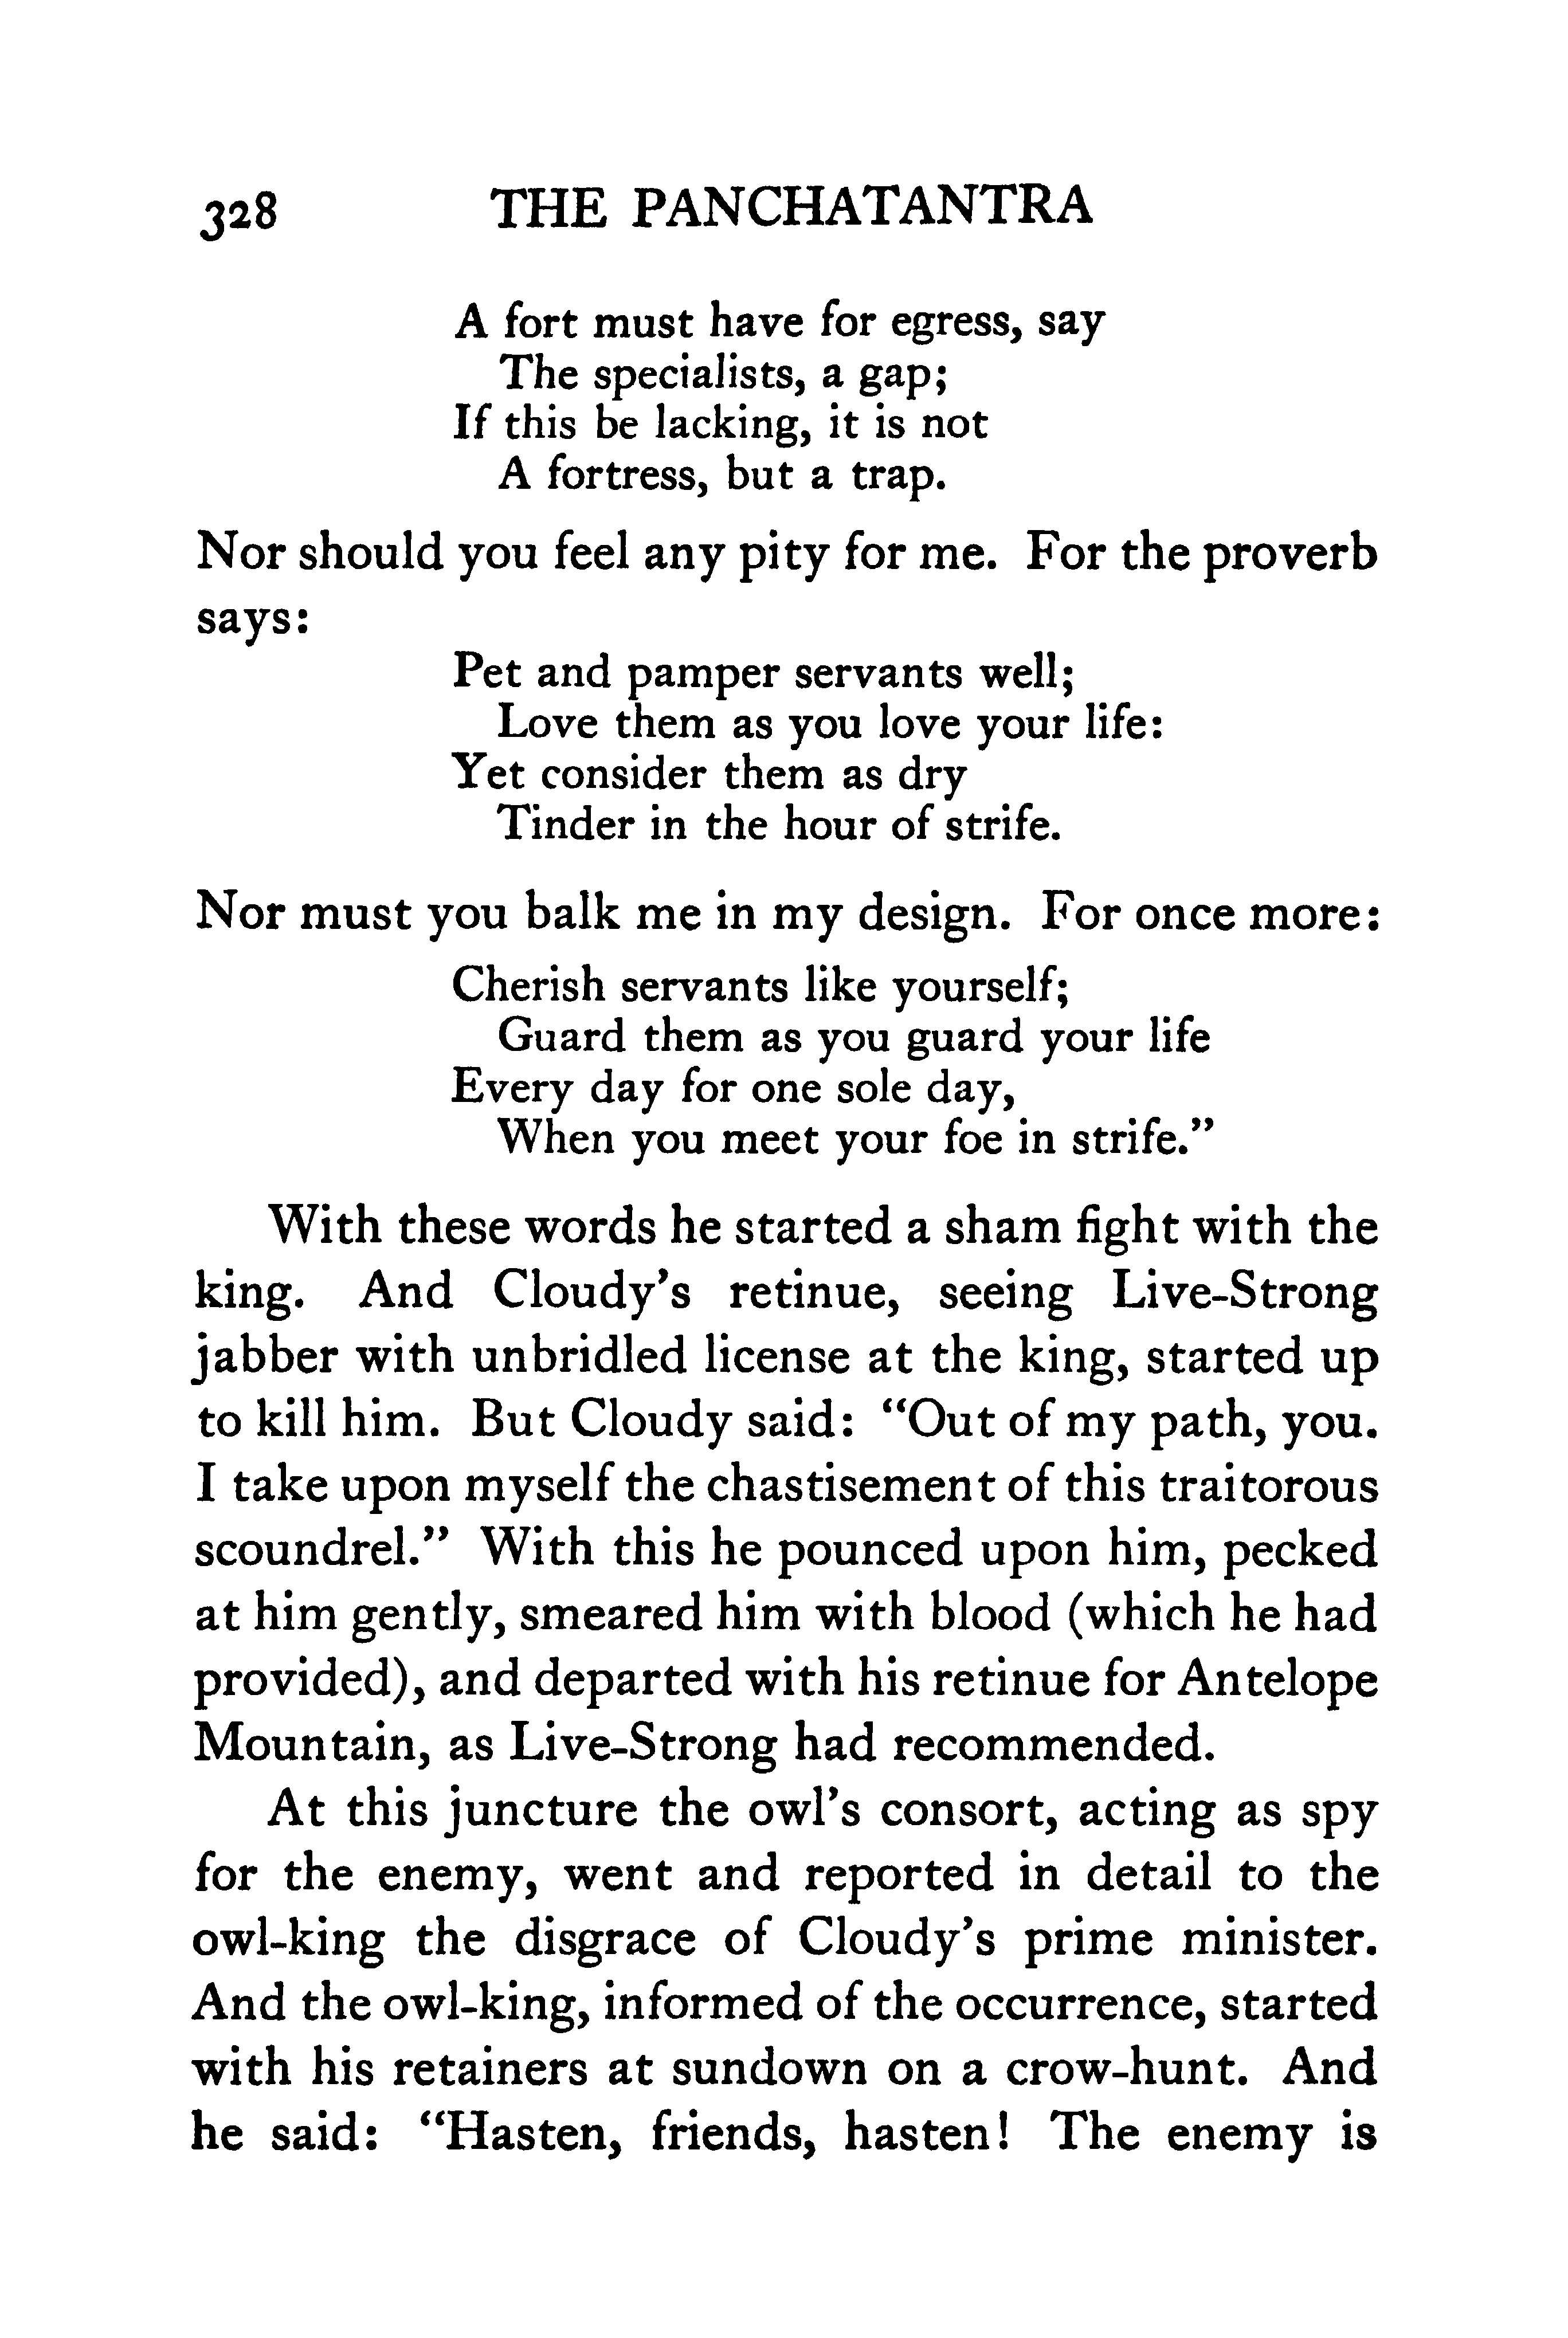 328 THE PANCHATANTRA
A fort must have for egress, say
The specialists, a gap;
If this be lacking, it is not
A fortress, but a trap.
Nor should you feel any pity for me. For the proverb
says:
Pet and pamper servants well;
Love them as you love your life:
Yet consider them as dry
Tinder in the hour of strife.
Nor must you balk me in my design. For once more:
Cherish servants like yourself;
Guard them as you guard your life
Every day for one sole day,
When you meet your foe in strife.”
With these words he started a sham fight with the
king. And Cloudy’s retinue, seeing Live-Strong
jabber with unbridled license at the king, started up
to kill him. But Cloudy said: “Out of my path, you.
I take upon myself the chastisement of this traitorous
scoundrel.” With this he pounced upon him, pecked
at him gently, smeared him with blood (which he had
provided), and departed with his retinue for Antelope
Mountain, as Live-Strong had recommended.
At this juncture the owl’s consort, acting as spy
for the enemy, went and reported in detail to the
owl-king the disgrace of Cloudy’s prime minister.
And the owl-king, informed of the occurrence, started
with his retainers at sundown on a crow-hunt. And
he said: “Hasten, friends, hasten! The enemy is